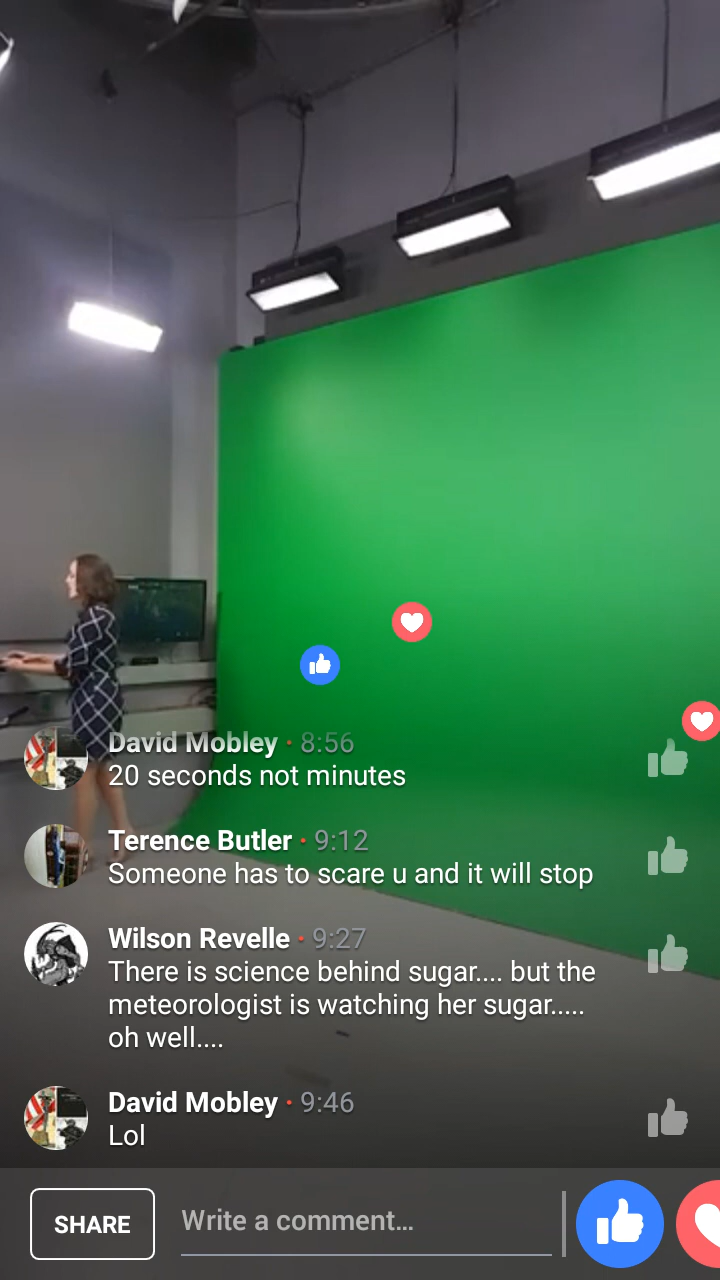 David Mobley · 8:56
20 seconds not minutes
Terence Butler · 9:12
Someone has to scare u and it will stop
Wilson Revelle · 9:27
There is science behind sugar.... but the
meteorologist is watching her sugar.....
oh well....
David Mobley · 9:46
Lol
SHARE
Write a comment...